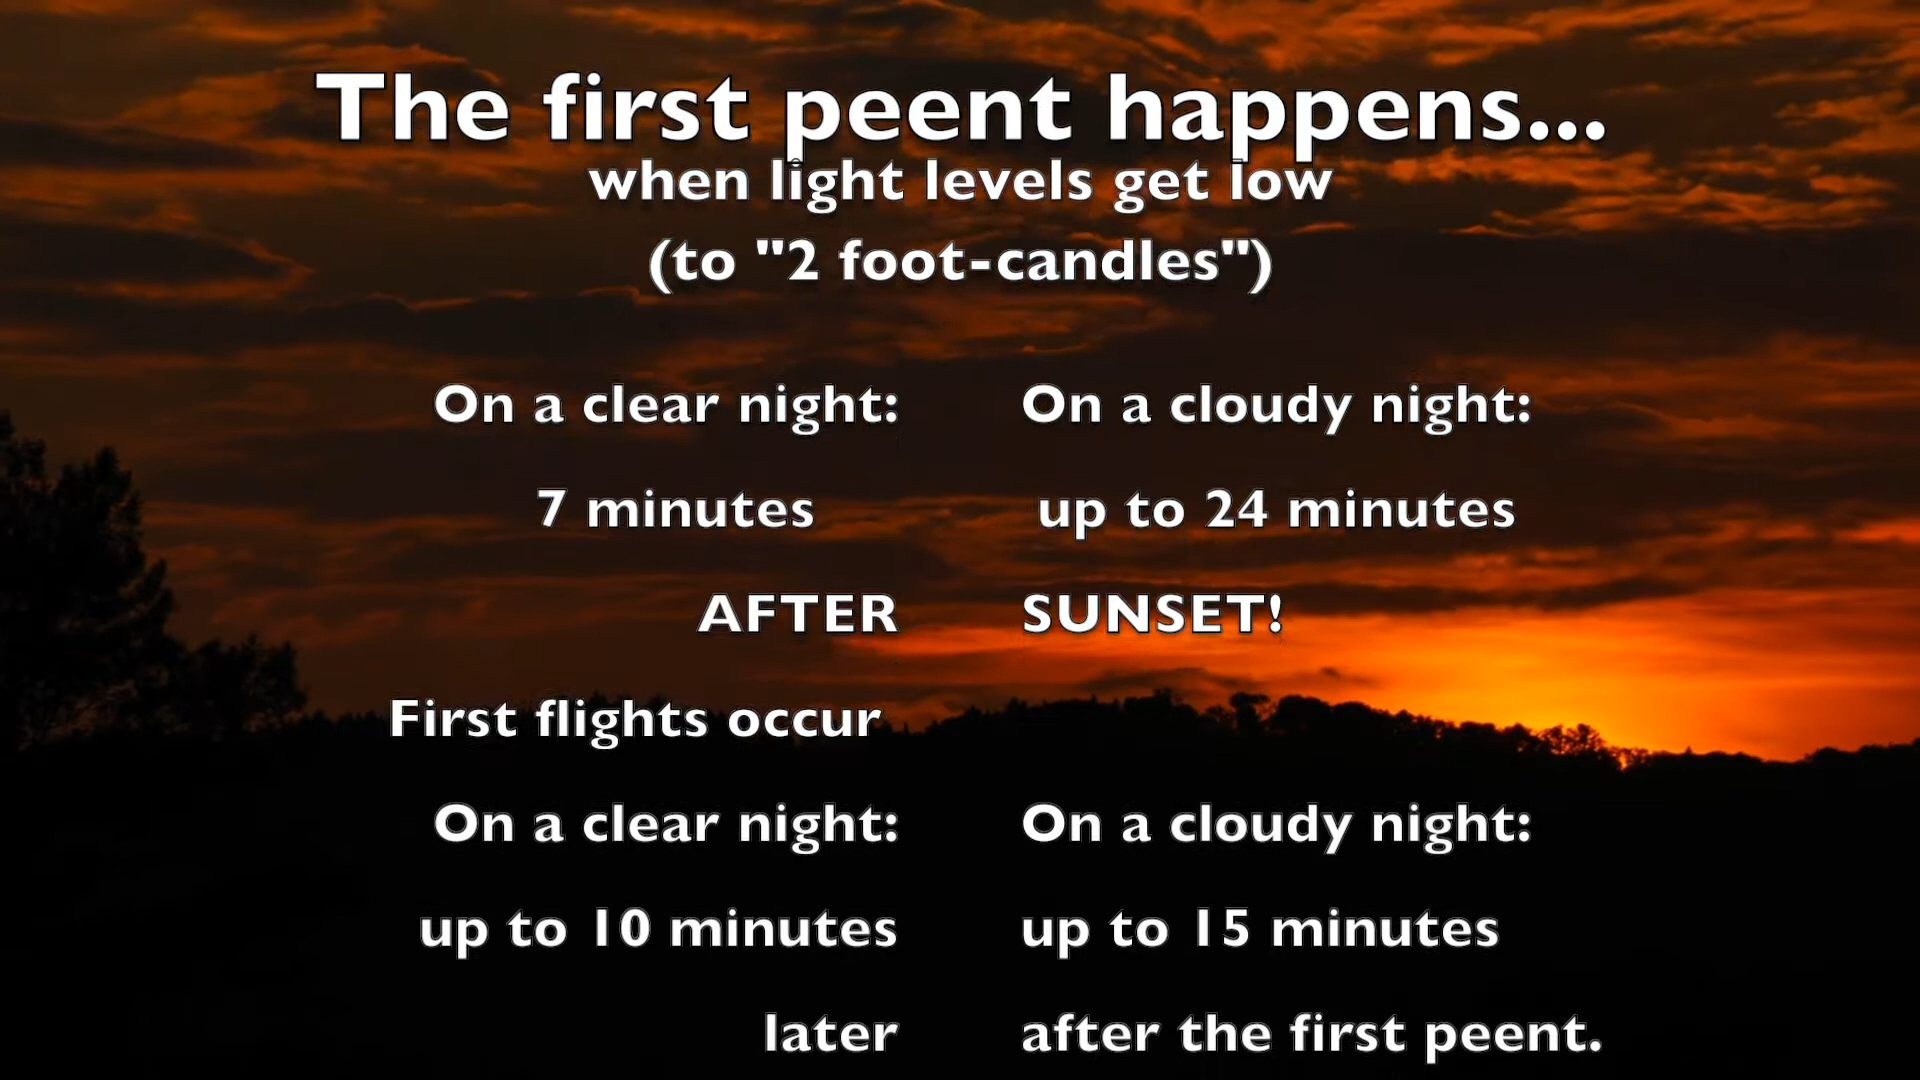 The first peent happens...
when light levels get low
(to "2 foot-candles")
On a clear night: On a cloudy night:
7 minutes up to 24 minutes
AFTER SUNSET!
First flights occur
On a clear night: On a cloudy night:
up to 10 minutes up to 15 minutes
later after the first peent.